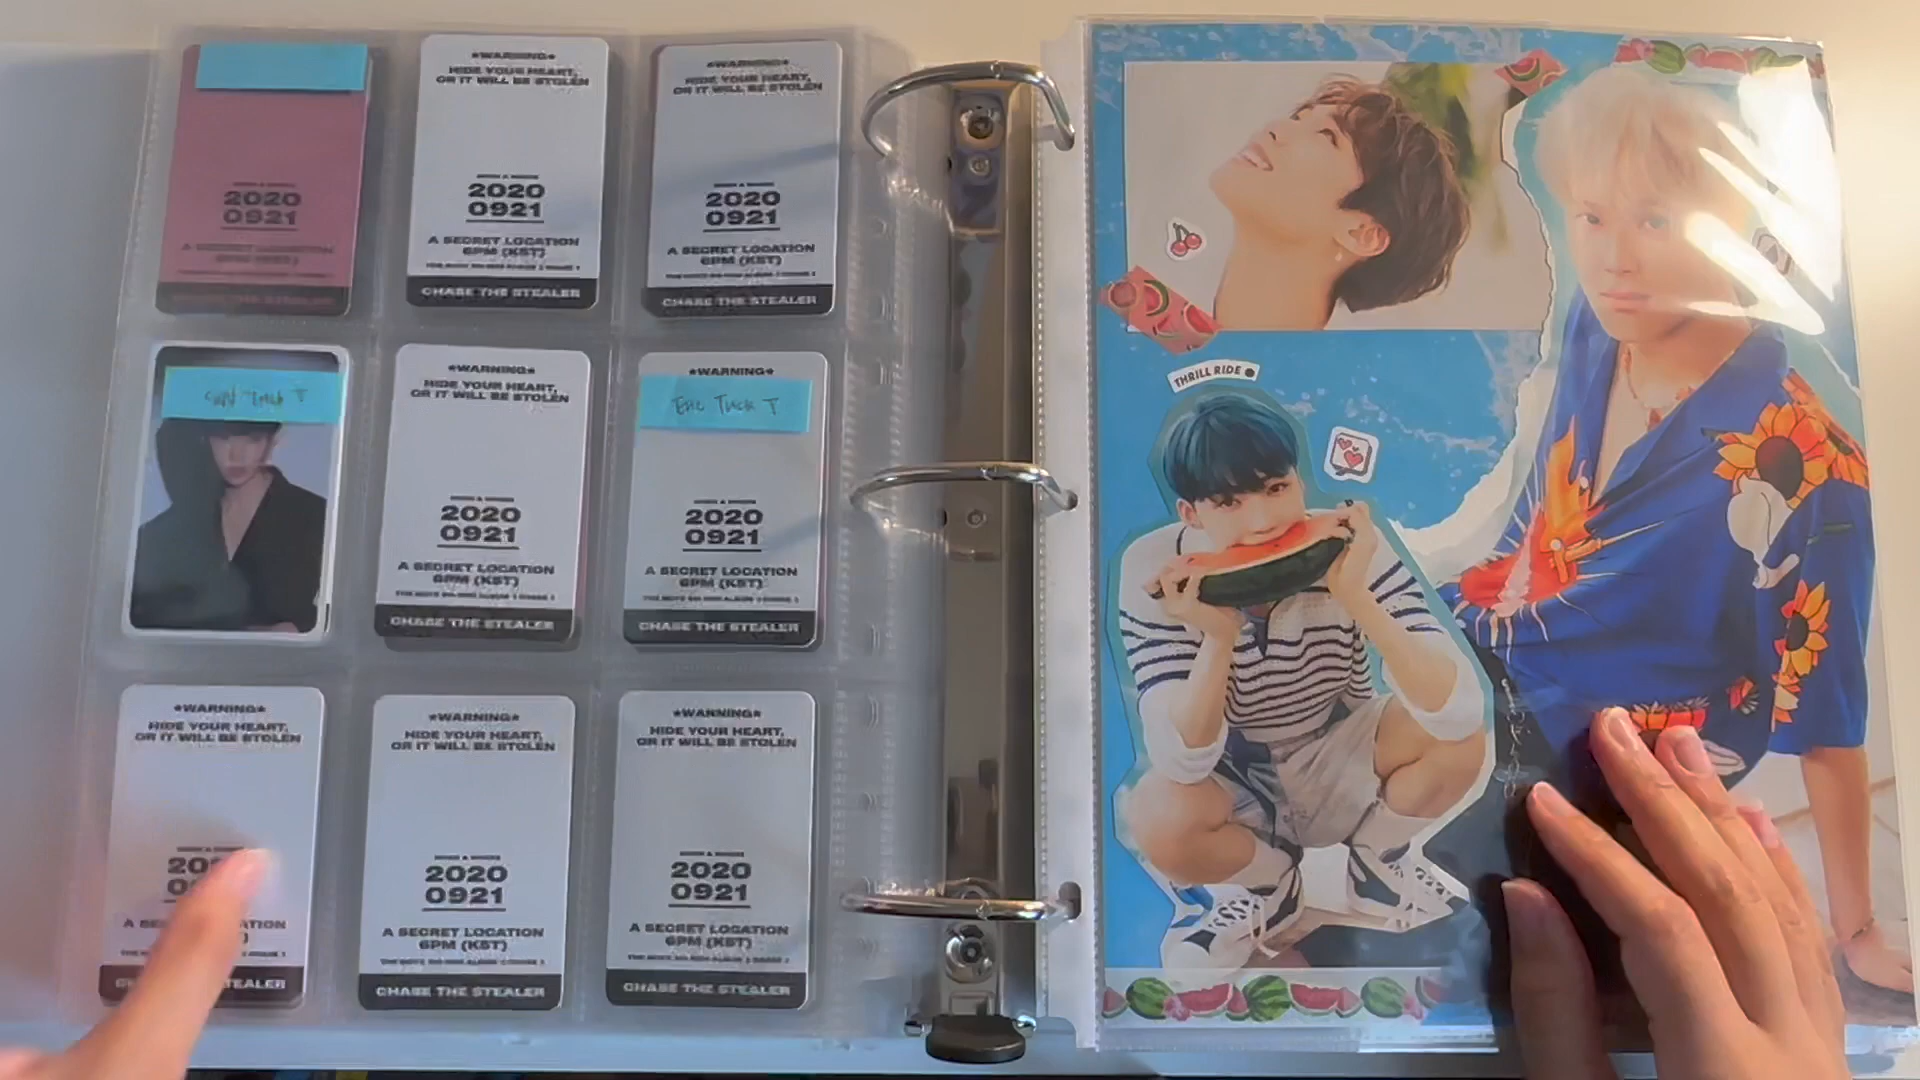 2020
0921
A SECRET LOCATION
6PM (KST)
*WARNING*
HIDE YOUR HEART,
OR IT WILL BE STOLEN
2020
0921
A SECRET LOCATION
6PM (KST)
CHASE THE STEALER
*WARNING*
HIDE YOUR HEART,
OR IT WILL BE STOLEN
2020
0921
A SECRET LOCATION
6PM (KST)
CHASE THE STEALER
*WARNING*
HIDE YOUR HEART,
OR IT WILL BE STOLEN
2020
0921
A SECRET LOCATION
6PM (KST)
CHASE THE STEALER
*WARNING*
2020
0921
A SECRET LOCATION
6PM (KST)
CHASE THE STEALER
*WARNING*
HIDE YOUR HEART,
OR IT WILL BE STOLEN
*WARNING*
HIDE YOUR HEART,
OR IT WILL BE STOLEN
2020
0921
A SECRET LOCATION
6PM (KST)
CHASE THE STEALER
*WARNING*
HIDE YOUR HEART,
OR IT WILL BE STOLEN
2020
0921
A SECRET LOCATION
6PM (KST)
CHASE THE STEALER
THRILL RIDE